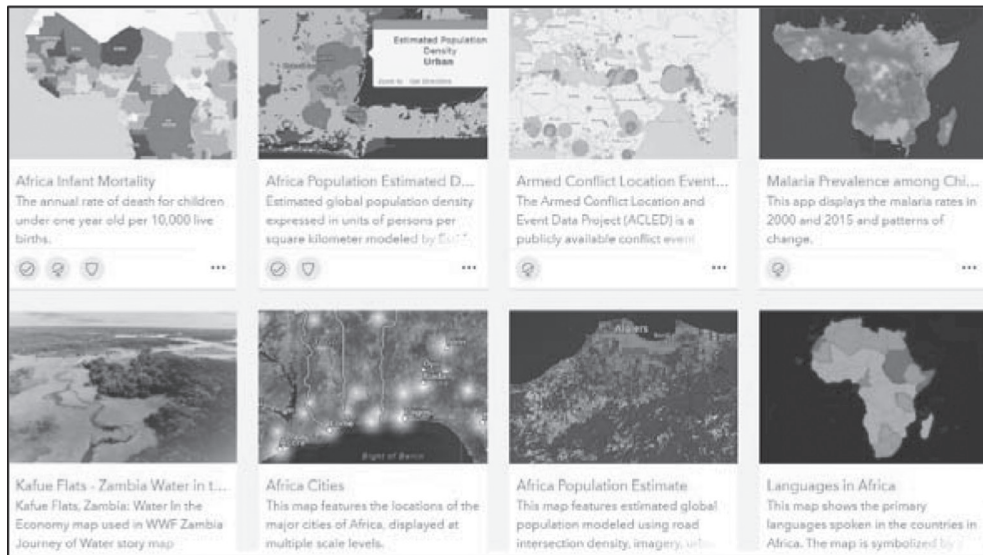 Estimated Population
Density
Urban
Africa Infant Mortality
The annual rate of death for children
under one year old per 10,000 live
births.
Africa Population Estimated D...
Estimated global population density
expressed in units of persons per
square kilometer modeled by
Armed Conflict Location Event...
The Armed Conflict Location and
Event Data Project (ACLED) is a
publicly available conflict event
Malaria Prevalence among Chi...
This app displays the malaria rates in
2000 and 2015 and patterns of
change.
Algiers
Bight of Benin
Kafue Flats - Zambia Water in t...
Kafue Flats, Zambia: Water In the
Economy map used in WWF Zambia
Journey of Water story map
Africa Cities
This map features the locations of the
major cities of Africa, displayed at
multiple scale levels.
Africa Population Estimate
This map features estimated global
population modeled using road
intersection density, imagery,
Languages in Africa
This map shows the primary
languages spoken in the countries in
Africa. The map is symbolized by